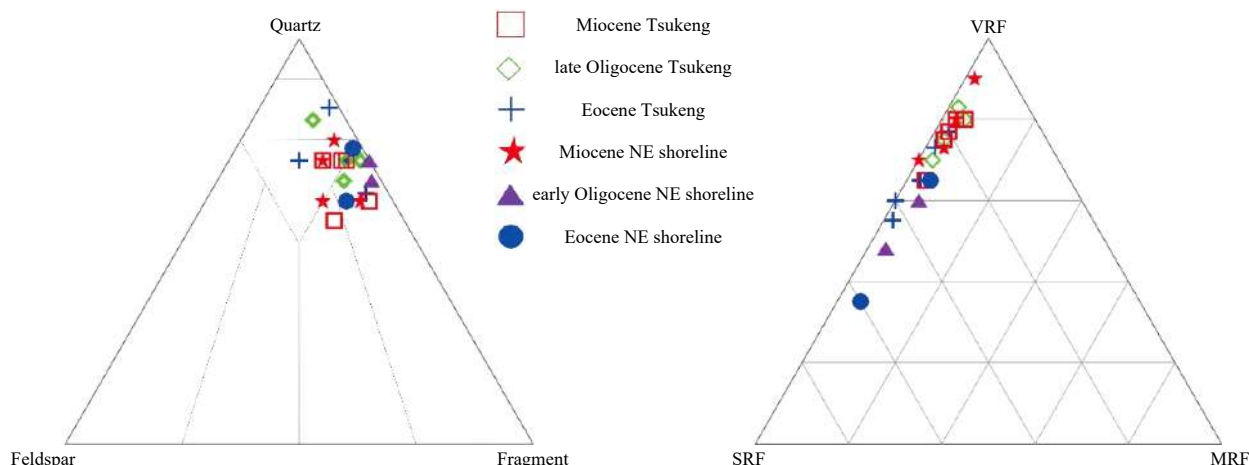 Quartz
Feldspar
Fragment
Miocene Tsukeng
late Oligocene Tsukeng
Eocene Tsukeng
Miocene NE shoreline
early Oligocene NE shoreline
Eocene NE shoreline
VRF
SRF
MRF